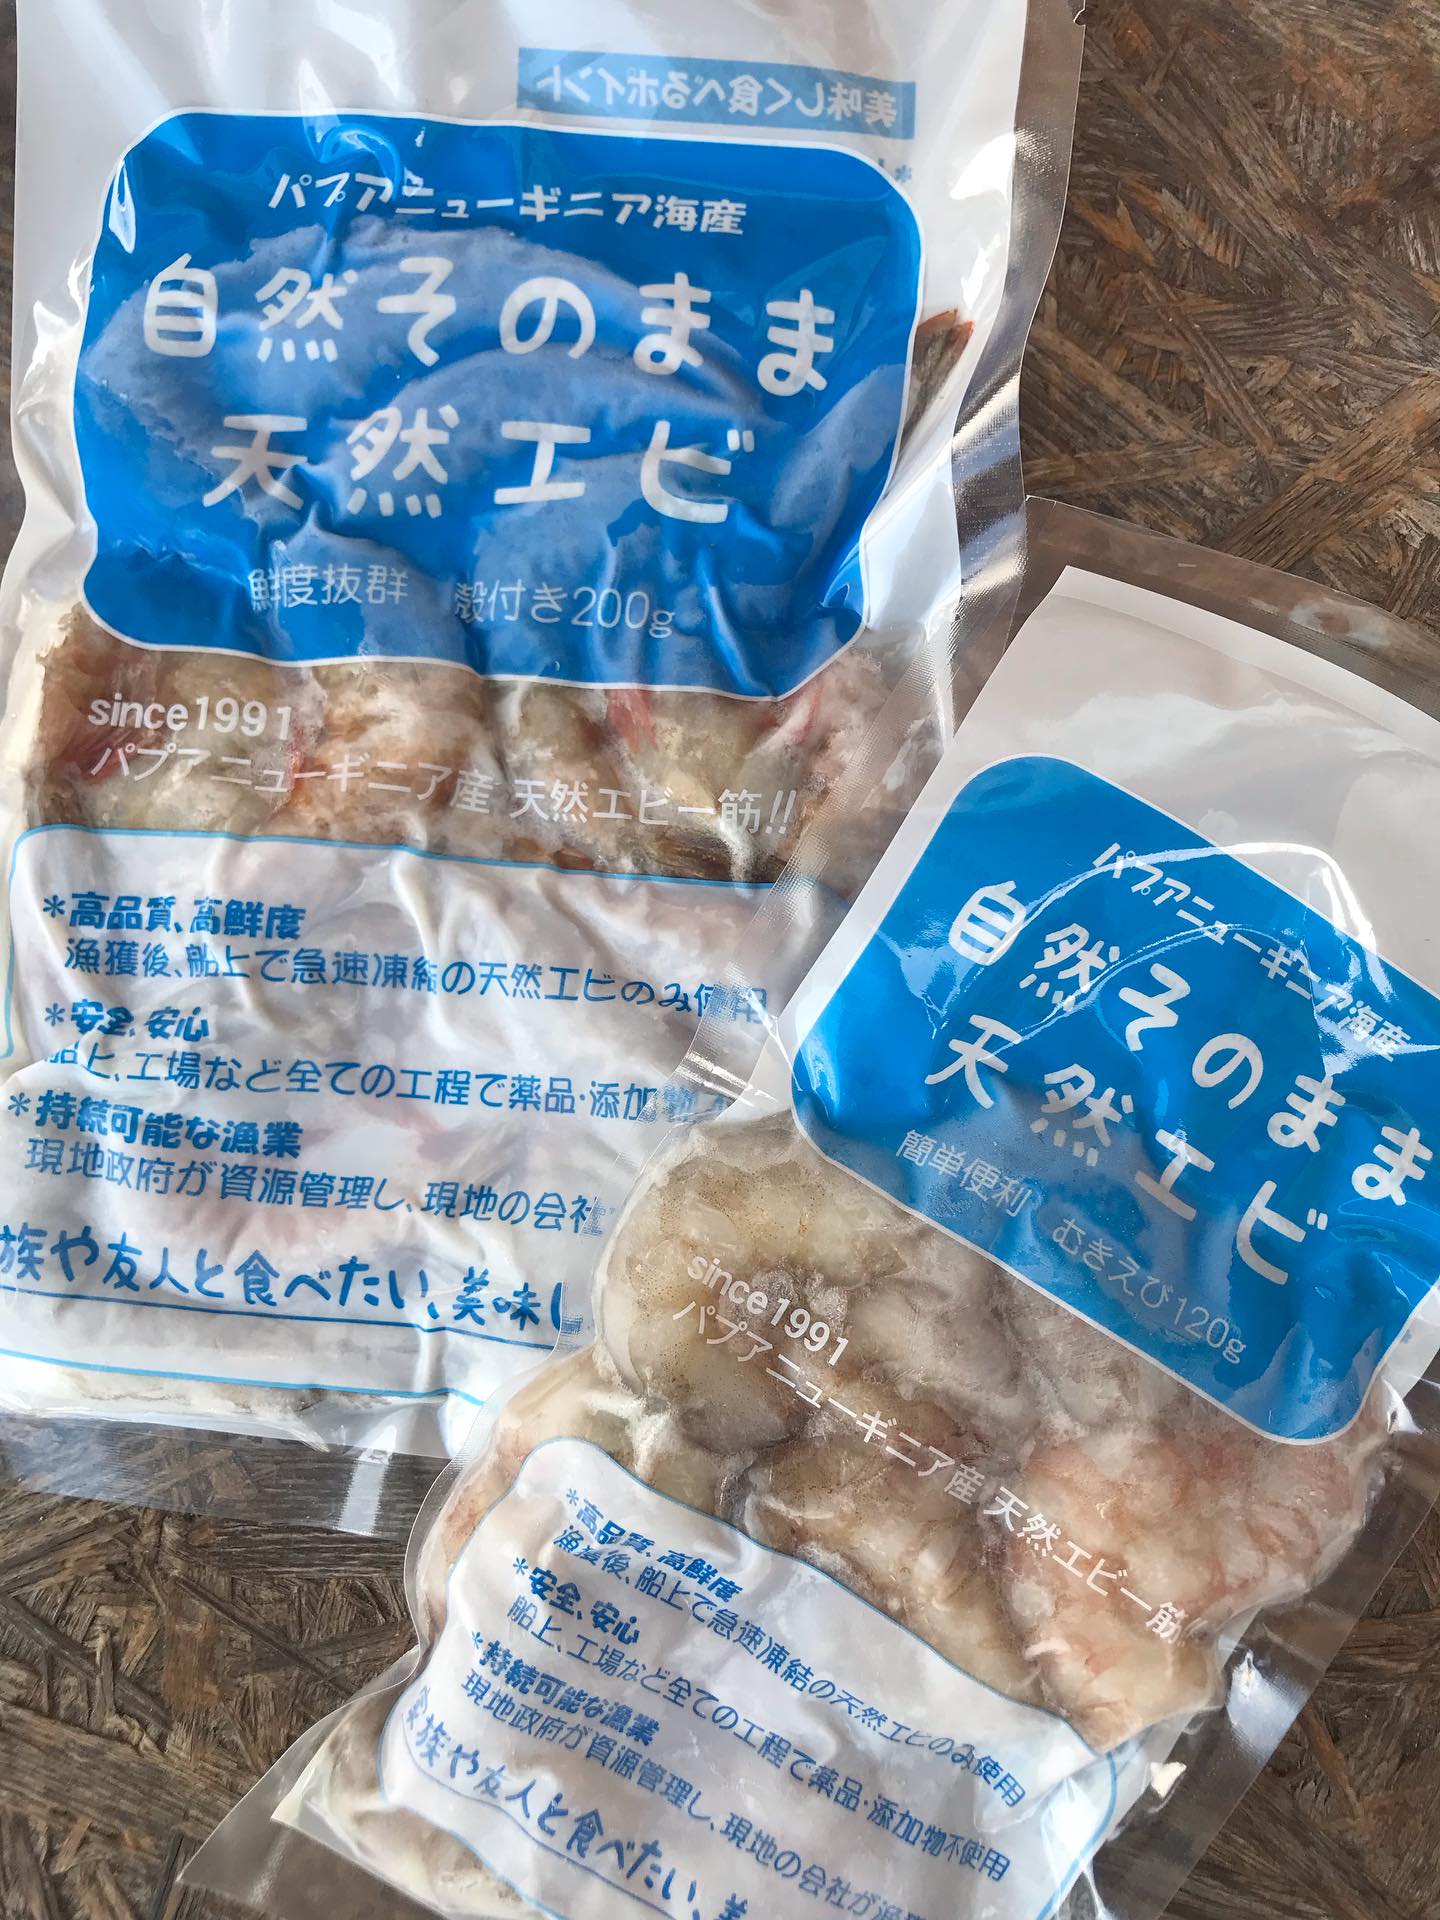 美味しく食べるポイント
パプアニューギニア海産
自然そのまま
天然エビ
鮮度抜群 殻付き200g
since1991
パプアニューギニア産 天然エビ一筋!!
*高品質、高鮮度
漁獲後、船上で急速凍結の天然エビのみ使用
*安全、安心
船上、工場など全ての工程で薬品・添加物
*持続可能な漁業
現地政府が資源管理し、現地の会社
族や友人と食べたい、美味し
パプアニューギニア海産
自然そのまま
天然エビ
簡単便利 むきえび120g
since1991
パプアニューギニア産 天然エビ一筋!!
*高品質、高鮮度
漁獲後、船上で急速凍結の天然エビのみ使用
*安全、安心
船上、工場など全ての工程で薬品・添加物不使用
*持続可能な漁業
現地政府が資源管理し、現地の会社が漁獲
家族や友人と食べたい、美